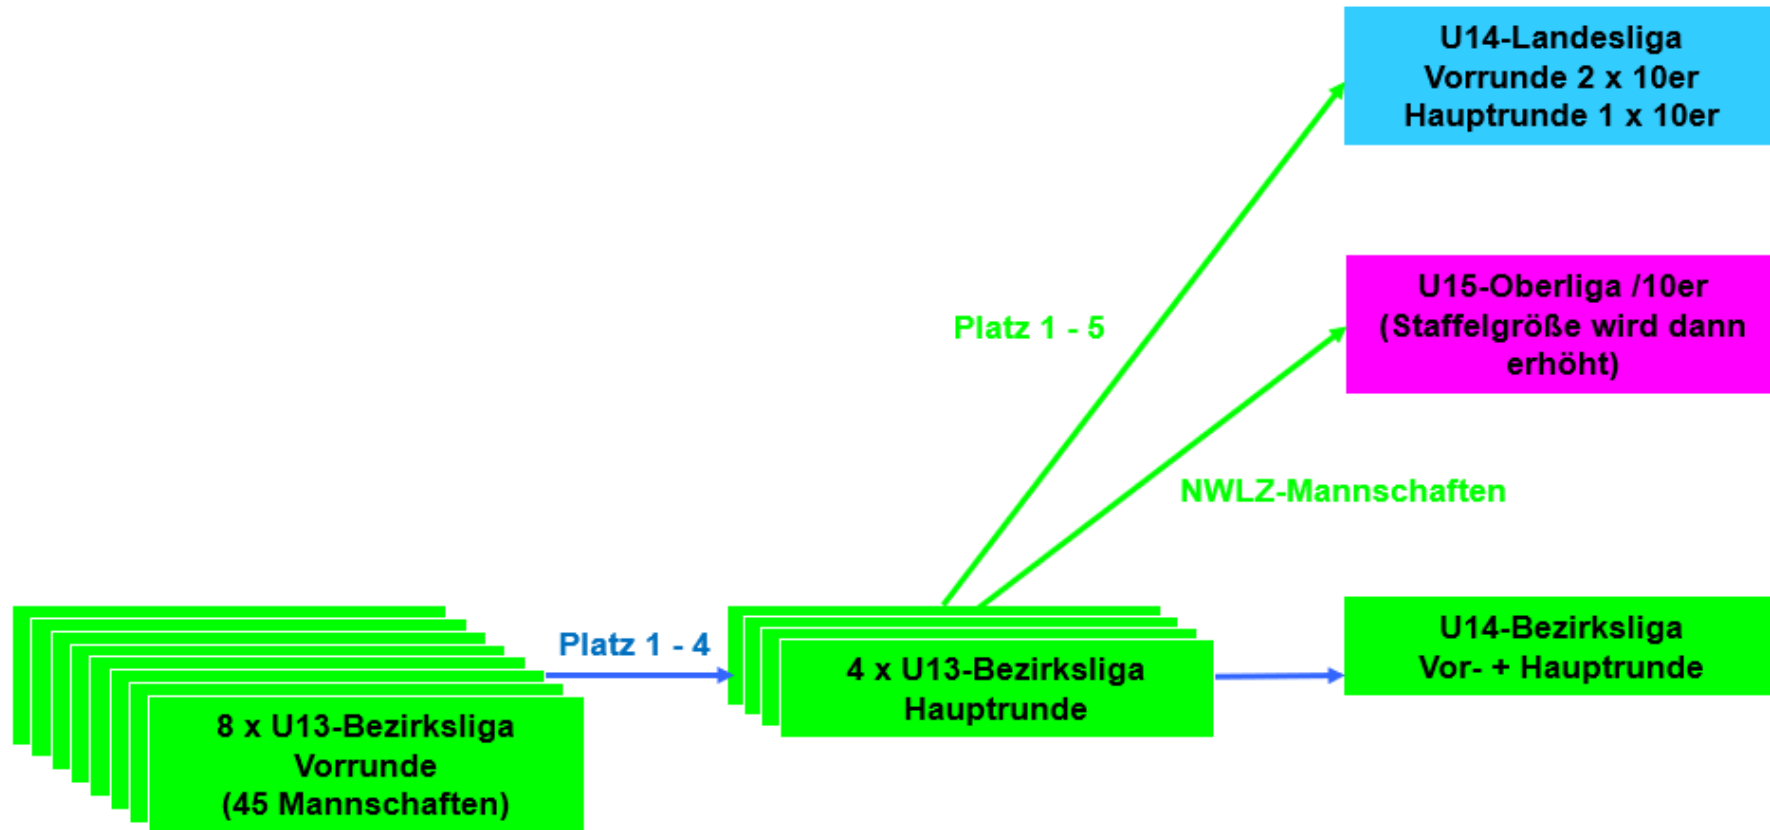 U14-Landesliga
Vorrunde 2 x 10er
Hauptrunde 1 x 10er
U15-Oberliga /10er
(Staffelgröße wird dann
erhöht)
Platz 1 - 5
NWLZ-Mannschaften
Platz 1 - 4
8 x U13-Bezirksliga
Vorrunde
(45 Mannschaften)
4 x U13-Bezirksliga
Hauptrunde
U14-Bezirksliga
Vor- + Hauptrunde